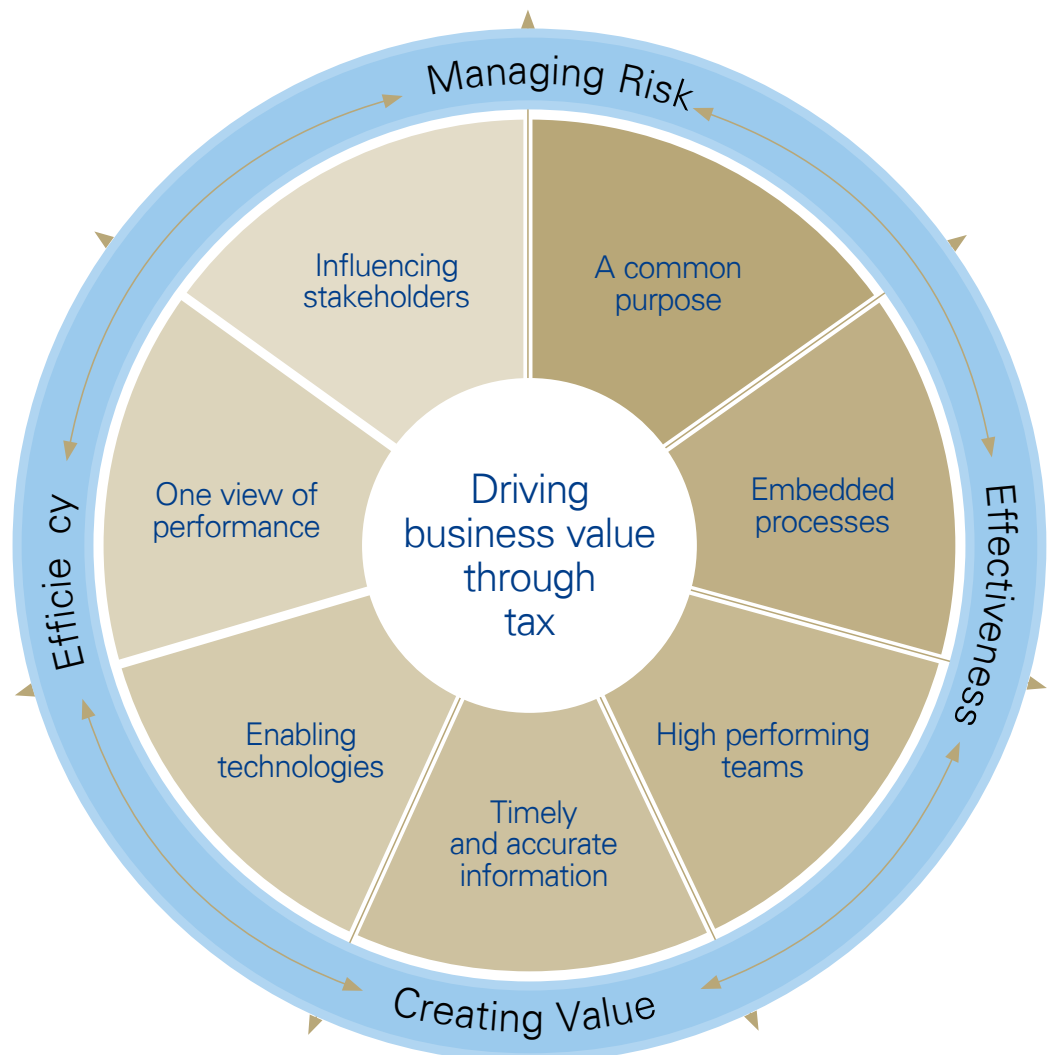 Managing Risk
Influencing
stakeholders
A common
purpose
One view of
performance
Driving
business value
through
tax
Embedded
processes
Efficie cy
Effectiveness
Enabling
technologies
High performing
teams
Timely
and accurate
information
Creating Value